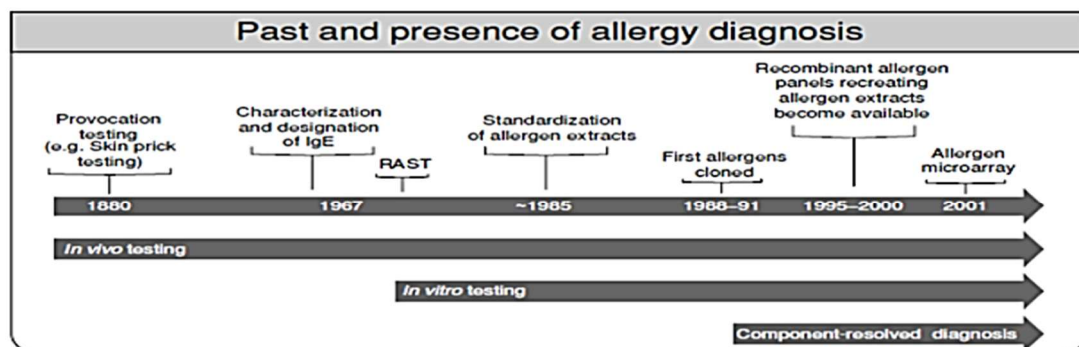 Past and presence of allergy diagnosis
Provocation
testing
(e.g. Skin prick
testing)
Characterization
and designation
of IgE
RAST
Standardization
of allergen extracts
First allergens
cloned
Recombinant allergen
panels recreating
allergen extracts
become available
Allergen
microarray
1880
1967
~1985
1988–91
1995–2000
2001
In vivo testing
In vitro testing
Component-resolved diagnosis